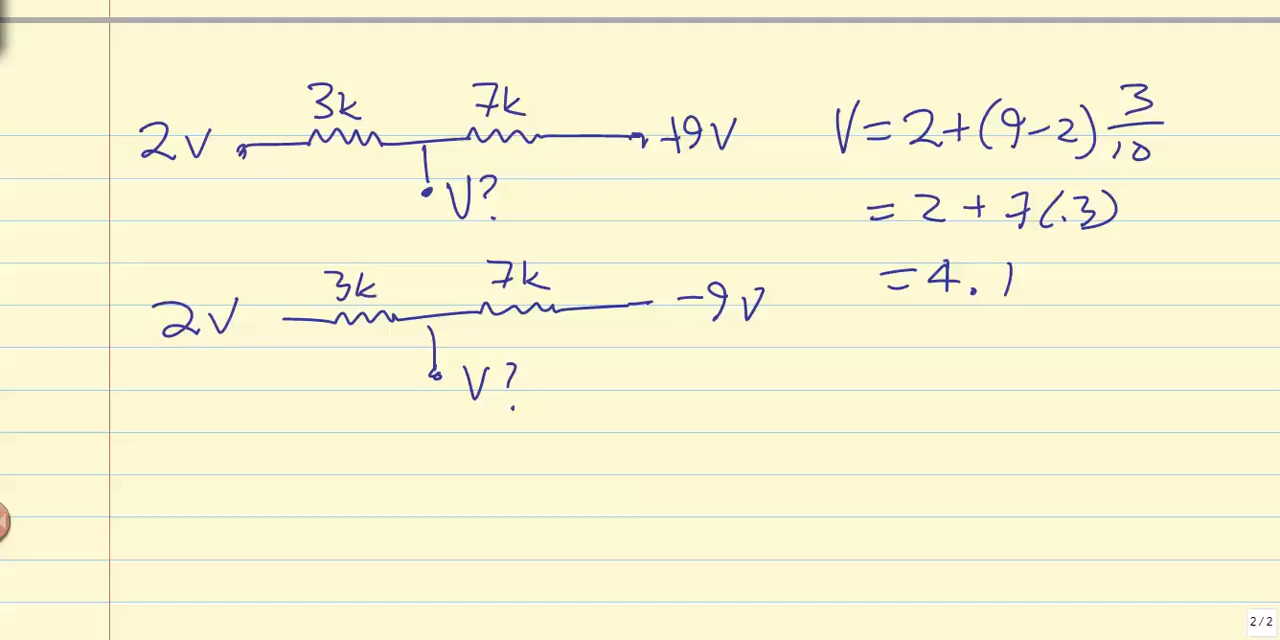 3k 7k
2V +9V
V?
V=2+(9-2) 3/10
= 2 + 7(.3)
= 4.1
3k 7k
2V -9V
V?
2/2